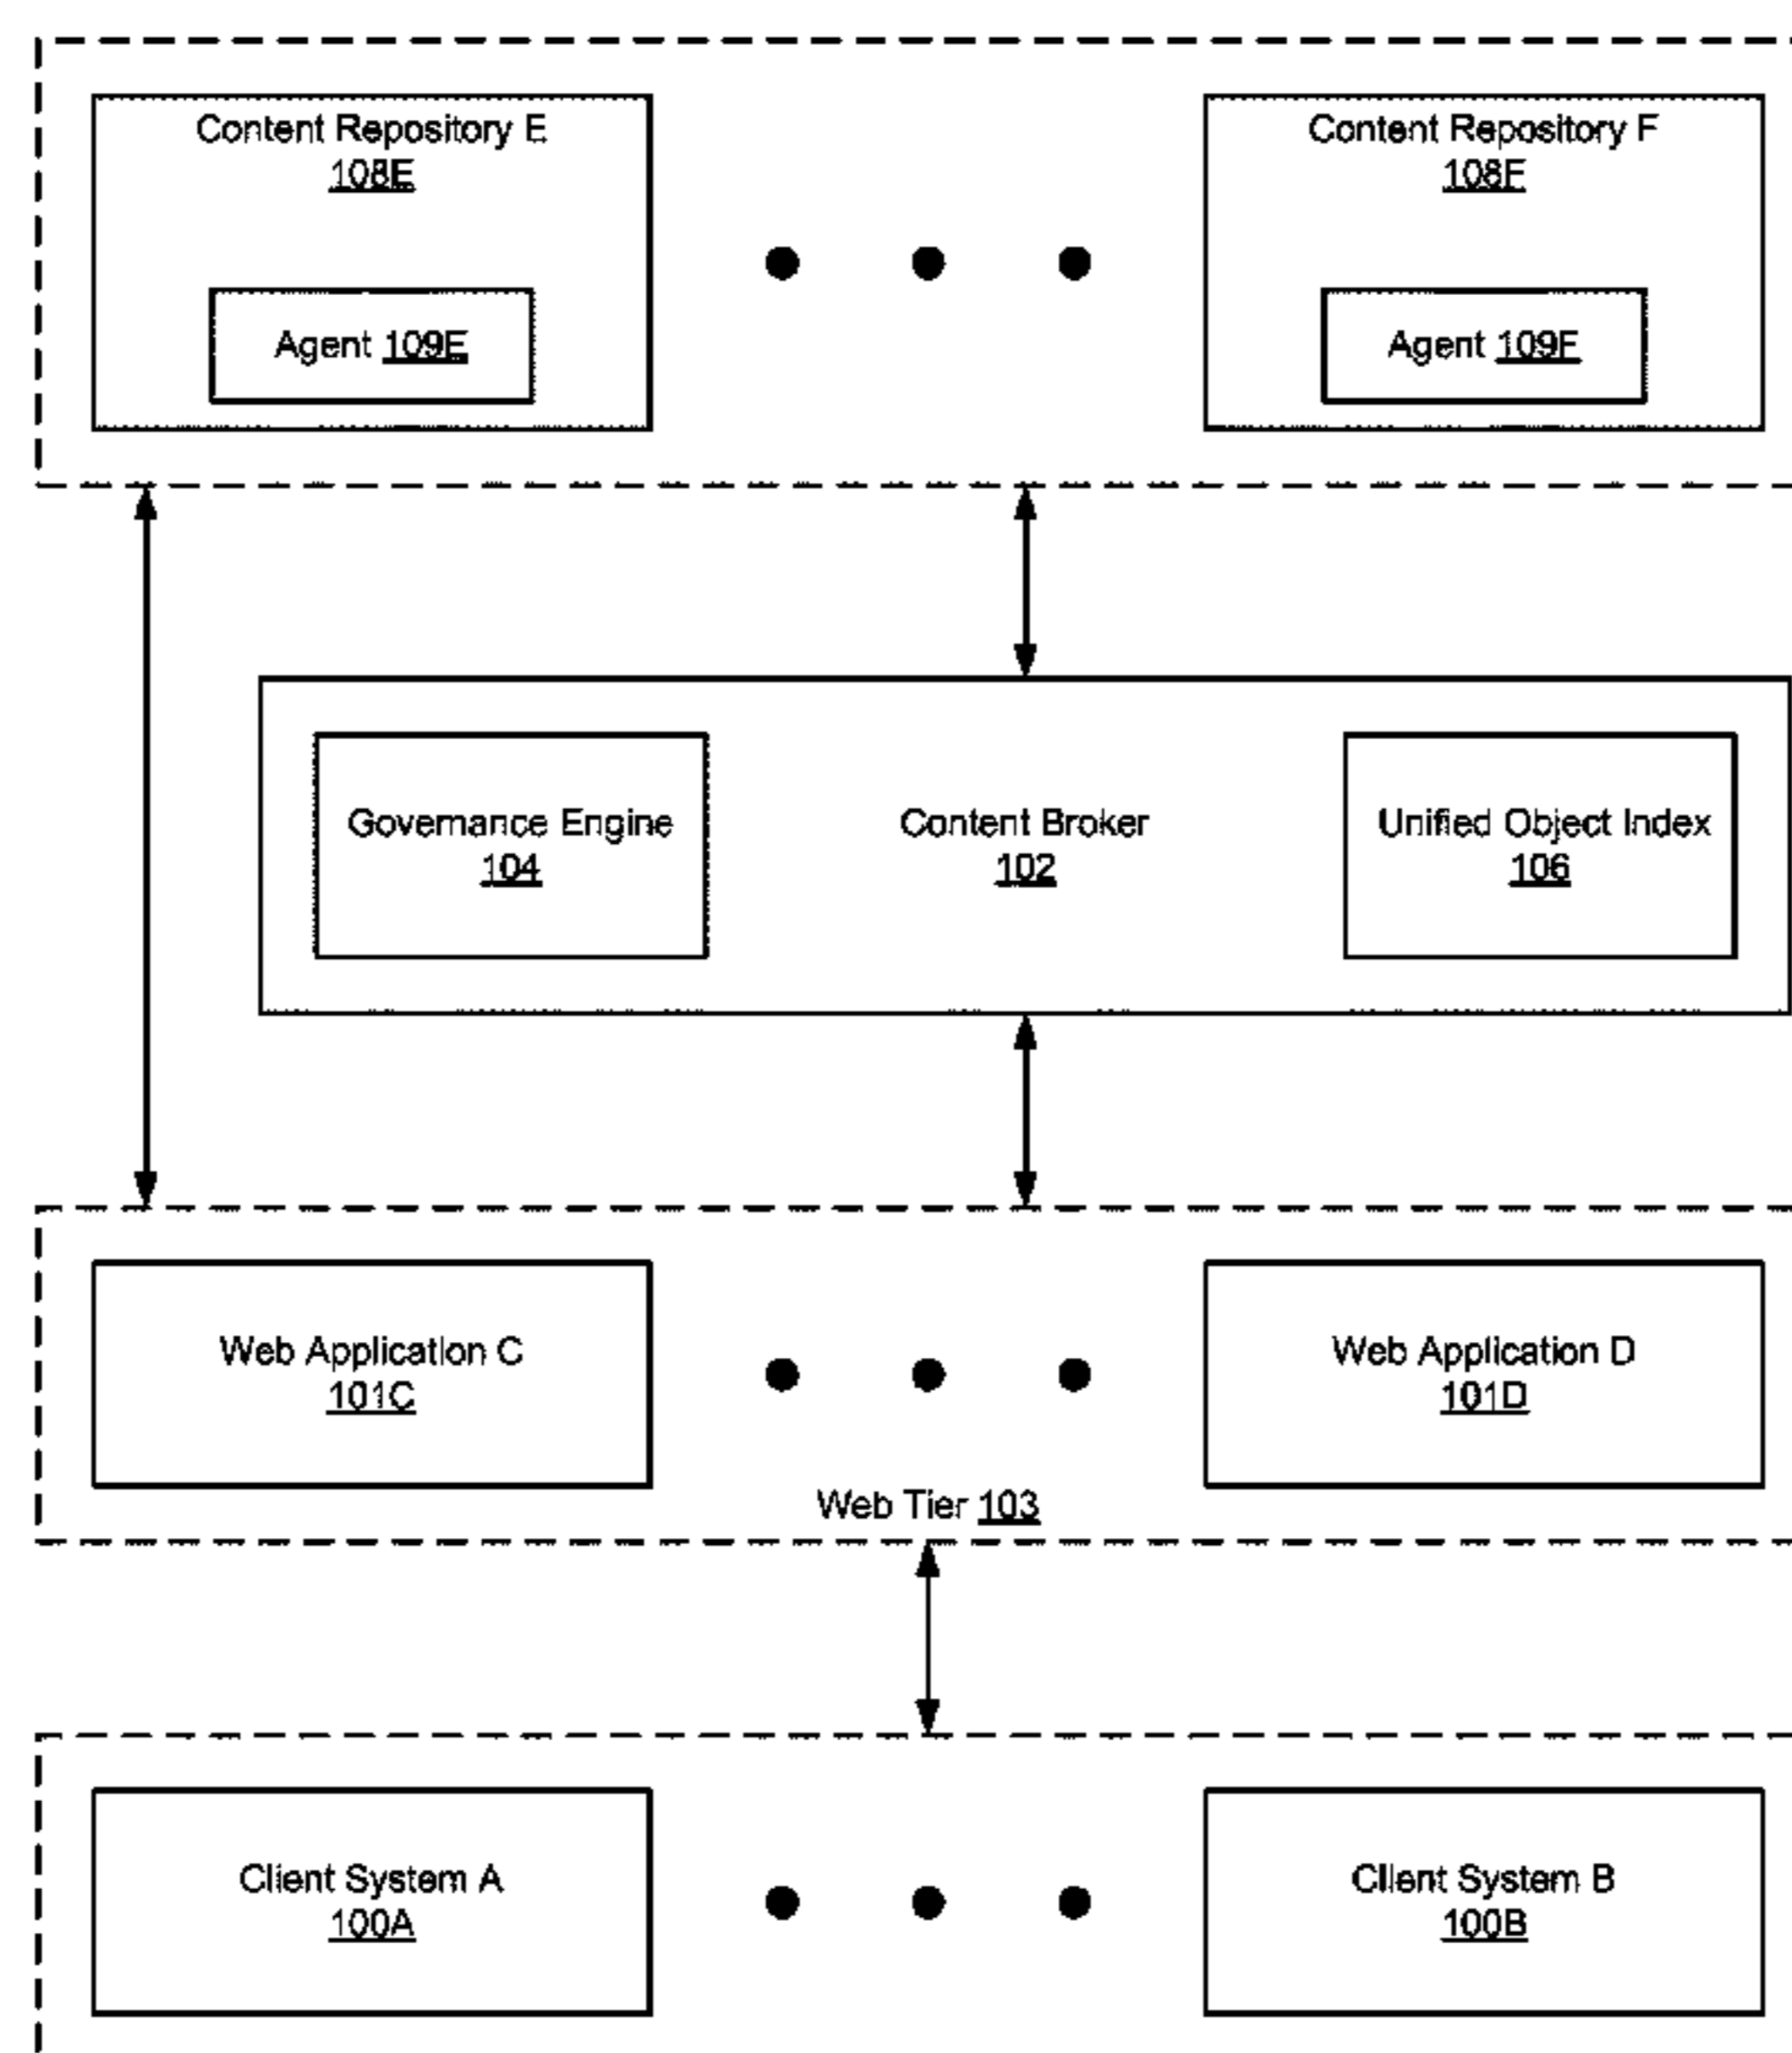 Content Repository E
108E
Agent 109E
Content Repository F
108F
Agent 109F
Governance Engine
104
Content Broker
102
Unified Object Index
106
Web Application C
101C
Web Application D
101D
Web Tier 103
Client System A
100A
Client System B
100B